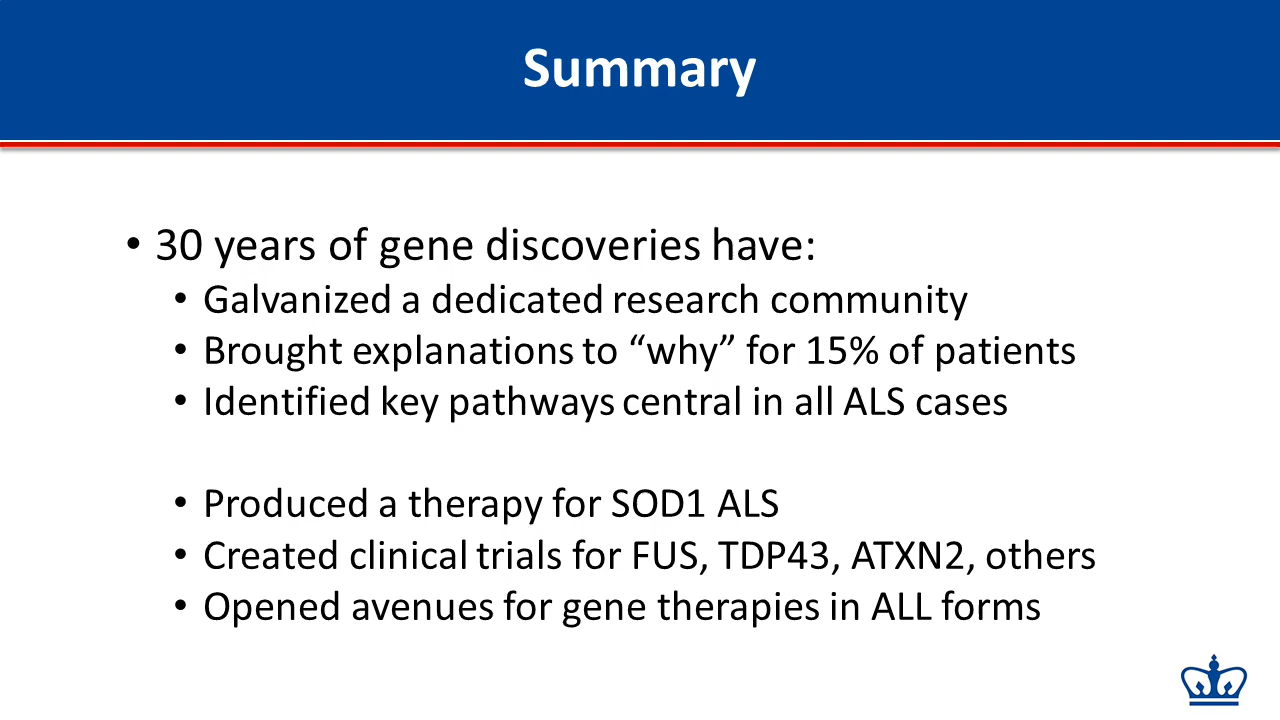 Summary
• 30 years of gene discoveries have:
• Galvanized a dedicated research community
• Brought explanations to “why” for 15% of patients
• Identified key pathways central in all ALS cases
• Produced a therapy for SOD1 ALS
• Created clinical trials for FUS, TDP43, ATXN2, others
• Opened avenues for gene therapies in ALL forms